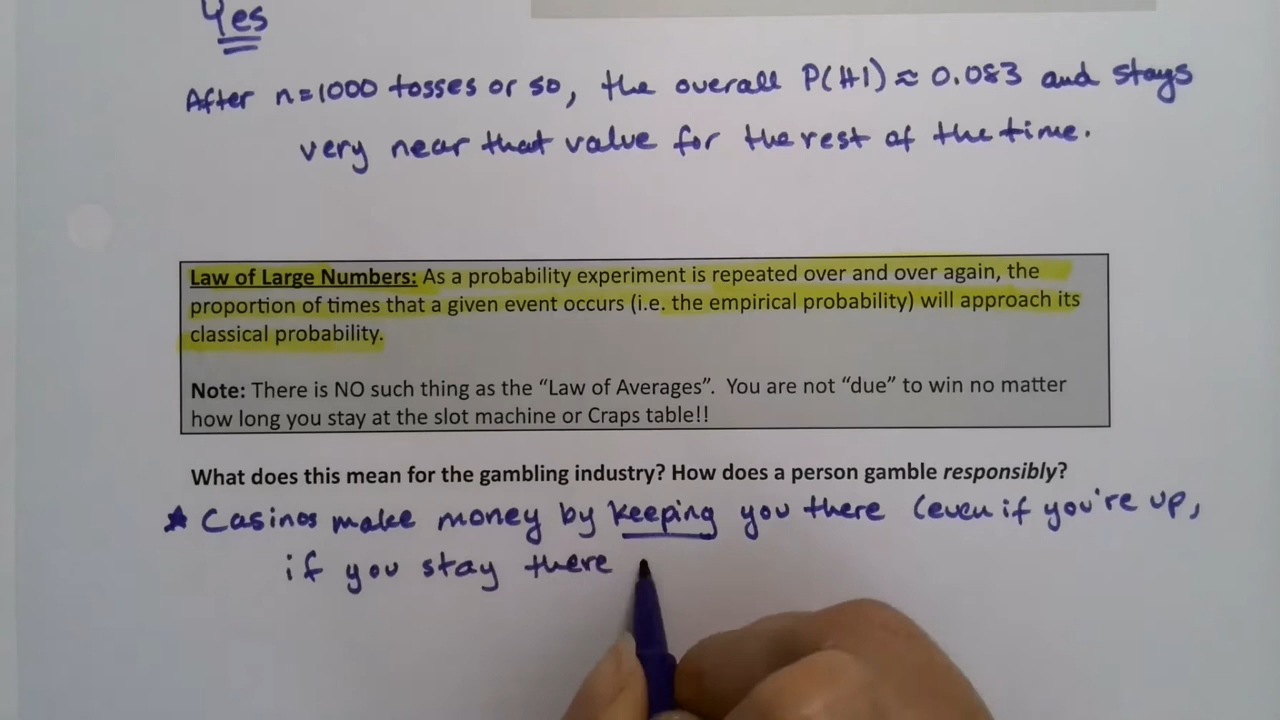 Yes
After n=1000 tosses or so, the overall P(H1) ≈ 0.083 and stays
very near that value for the rest of the time.
Law of Large Numbers: As a probability experiment is repeated over and over again, the
proportion of times that a given event occurs (i.e. the empirical probability) will approach its
classical probability.
Note: There is NO such thing as the “Law of Averages”. You are not “due” to win no matter
how long you stay at the slot machine or Craps table!!
What does this mean for the gambling industry? How does a person gamble responsibly?
★ Casinos make money by keeping you there (even if you're up,
if you stay there